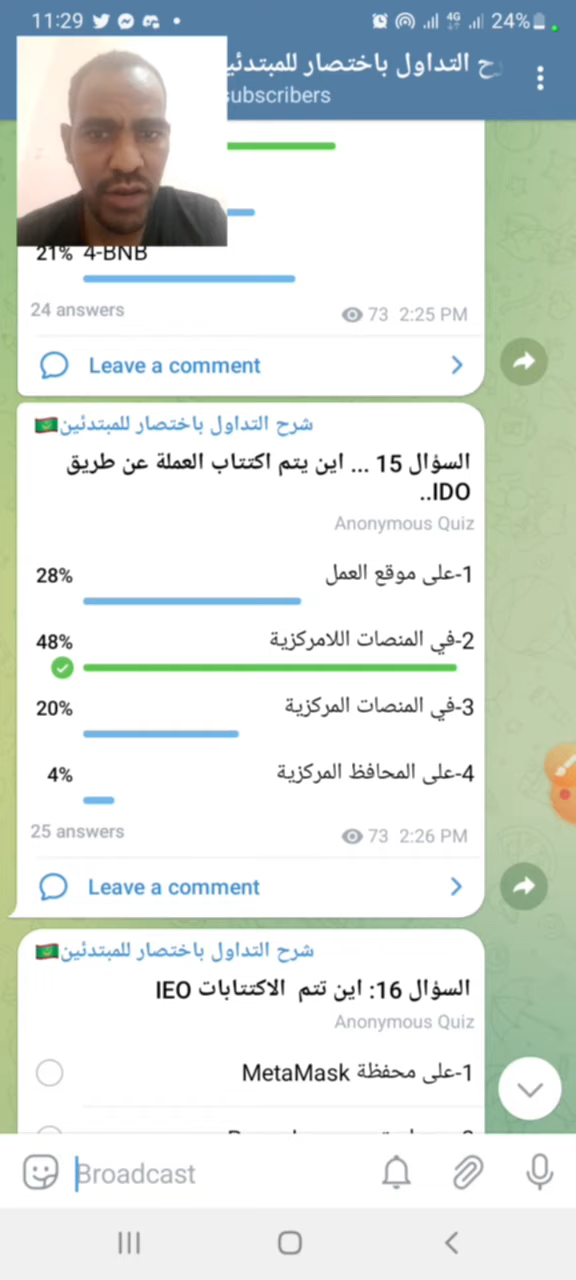 11:29
4G
24%
التداول باختصار
subscribers
21% 4-BNB
24 answers
73 2:25 PM
Leave a comment
شرح التداول باختصار للمبتدئين
السؤال 15 ... اين يتم اكتتاب العملة عن طريق
IDO..
Anonymous Quiz
28% 1-على موقع العمل
48% 2-في المنصات اللامركزية
20% 3-في المنصات المركزية
4% 4-على المحافظ المركزية
25 answers
73 2:26 PM
Leave a comment
شرح التداول باختصار للمبتدئين
السؤال 16: اين تتم الاكتتابات IEO
Anonymous Quiz
1-على محفظة MetaMask
Broadcast